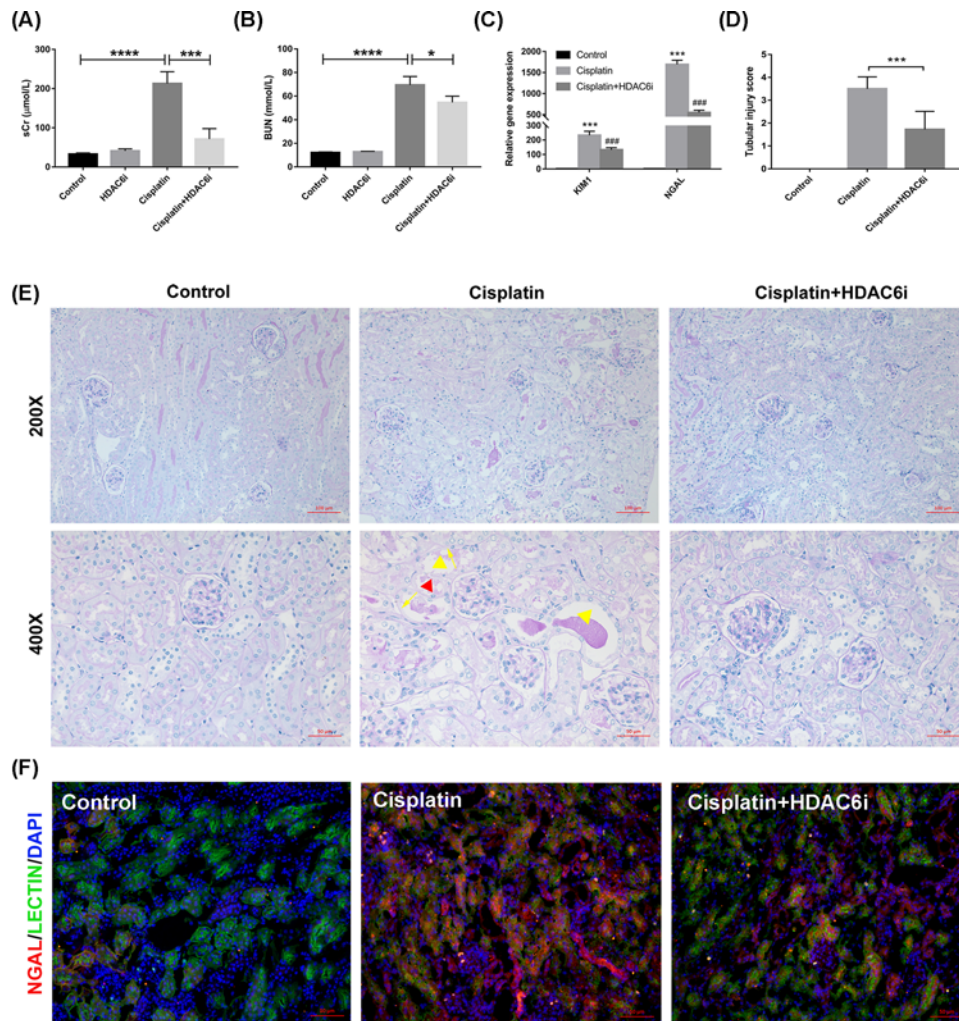 (A)
sCr (μmol/L)
300
200
100
0
****
***
Control
HDAC6i
Cisplatin
Cisplatin+HDAC6i
(B)
BUN (mmol/L)
100
80
60
40
20
0
****
*
Control
HDAC6i
Cisplatin
Cisplatin+HDAC6i
(C)
Control
Cisplatin
Cisplatin+HDAC6i
Relative gene expression
2000
1500
1000
500
300
200
100
0
***
###
***
###
KIM1
NGAL
(D)
Tubular injury score
5
4
3
2
1
0
***
Control
Cisplatin
Cisplatin+HDAC6i
(E)
Control
Cisplatin
Cisplatin+HDAC6i
200X
400X
(F)
NGAL/LECTIN/DAPI
Control
Cisplatin
Cisplatin+HDAC6i